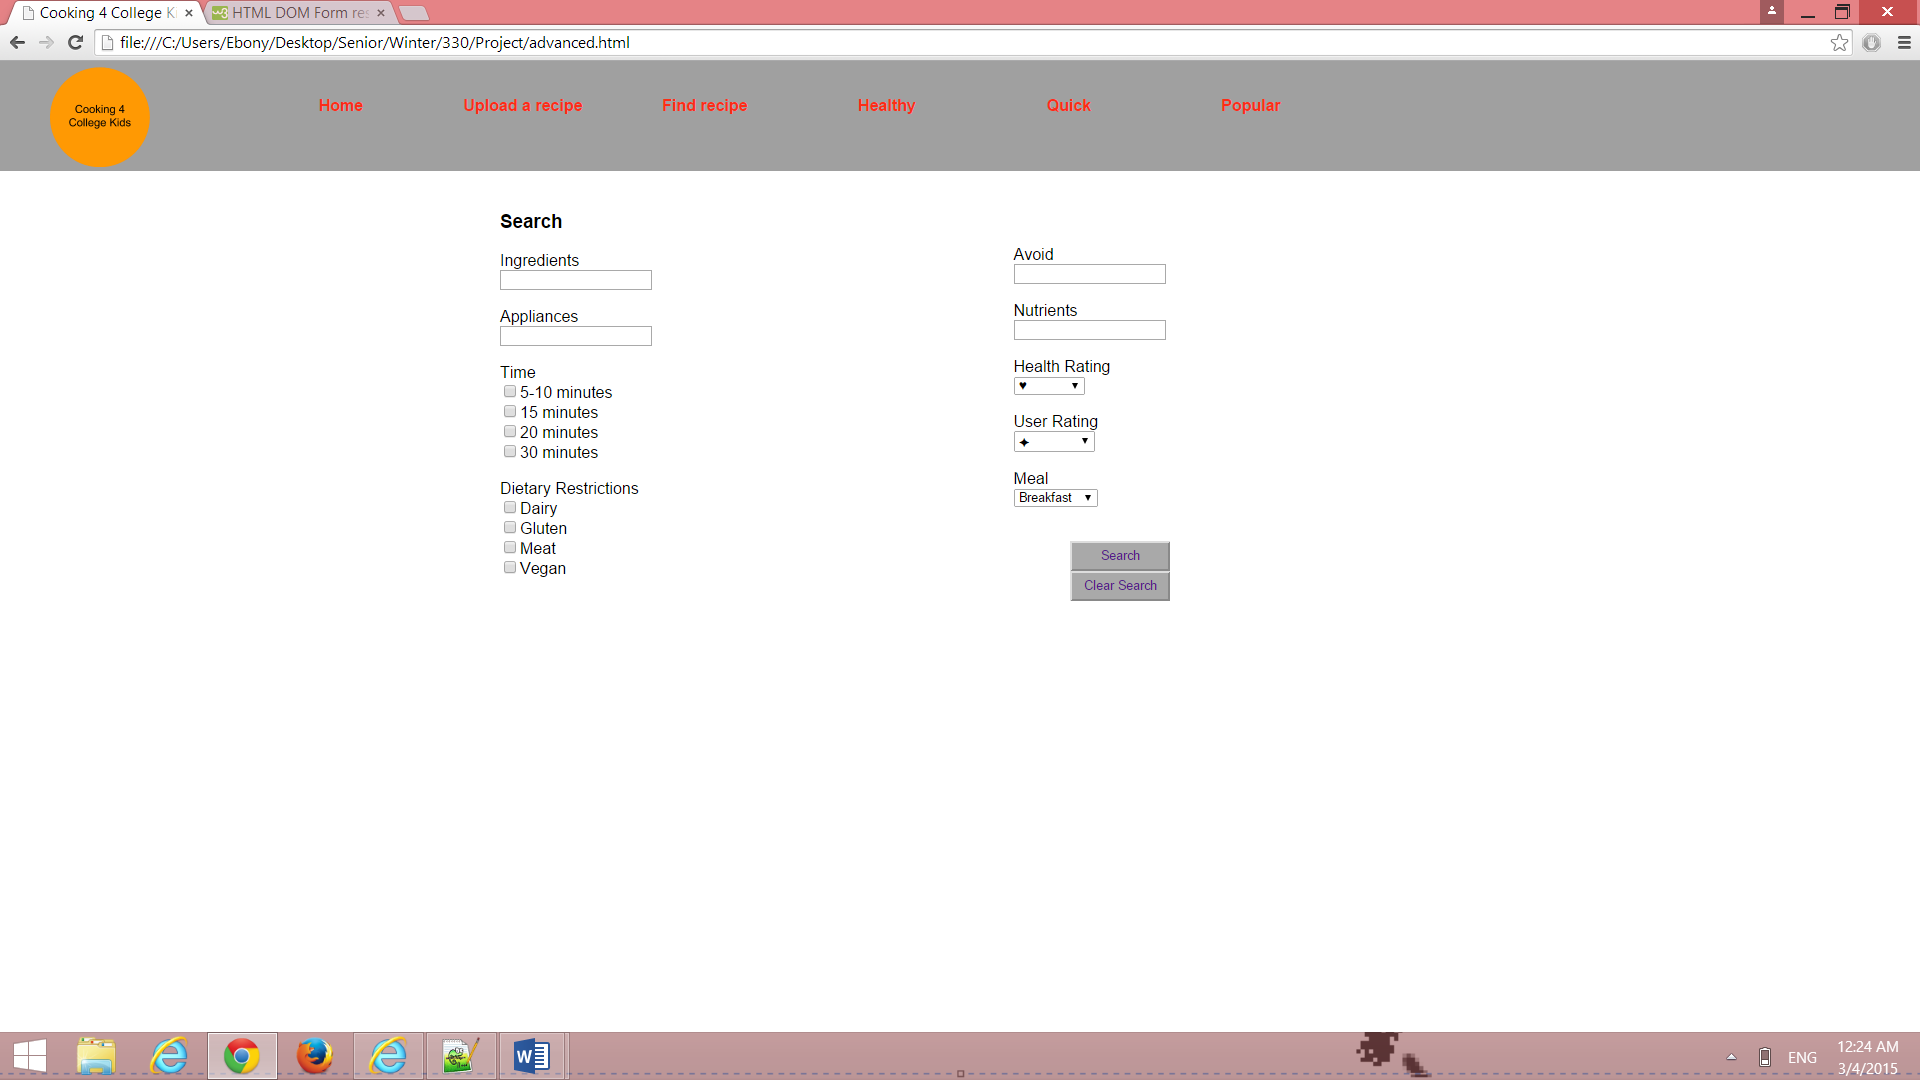 Cooking 4 College Ki
HTML DOM Form res
file:///C:/Users/Ebony/Desktop/Senior/Winter/330/Project/advanced.html
Cooking 4
College Kids
Home Upload a recipe Find recipe Healthy Quick Popular
Search
Ingredients
Appliances
Time
5-10 minutes
15 minutes
20 minutes
30 minutes
Dietary Restrictions
Dairy
Gluten
Meat
Vegan
Avoid
Nutrients
Health Rating
♥
User Rating
✦
Meal
Breakfast
Search
Clear Search
ENG
12:24 AM
3/4/2015